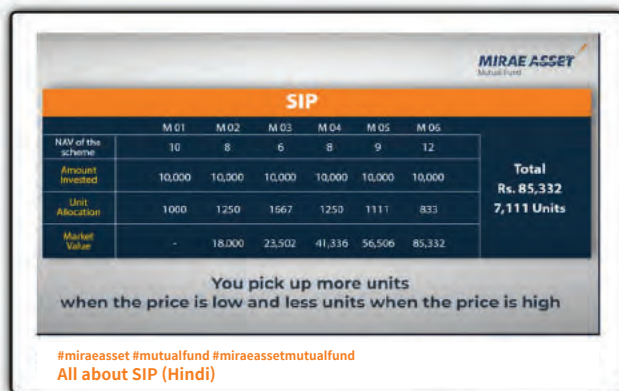 MIRAE ASSET
Mutual Fund
SIP
M 01 M 02 M 03 M 04 M 05 M 06
NAV of the scheme 10 8 6 8 9 12
Amount Invested 10,000 10,000 10,000 10,000 10,000 10,000
Unit Allocation 1000 1250 1667 1250 1111 833
Market Value - 18,000 23,502 41,336 56,506 85,332
Total
Rs. 85,332
7,111 Units
You pick up more units
when the price is low and less units when the price is high
#miraeasset #mutualfund #miraeassetmutualfund
All about SIP (Hindi)